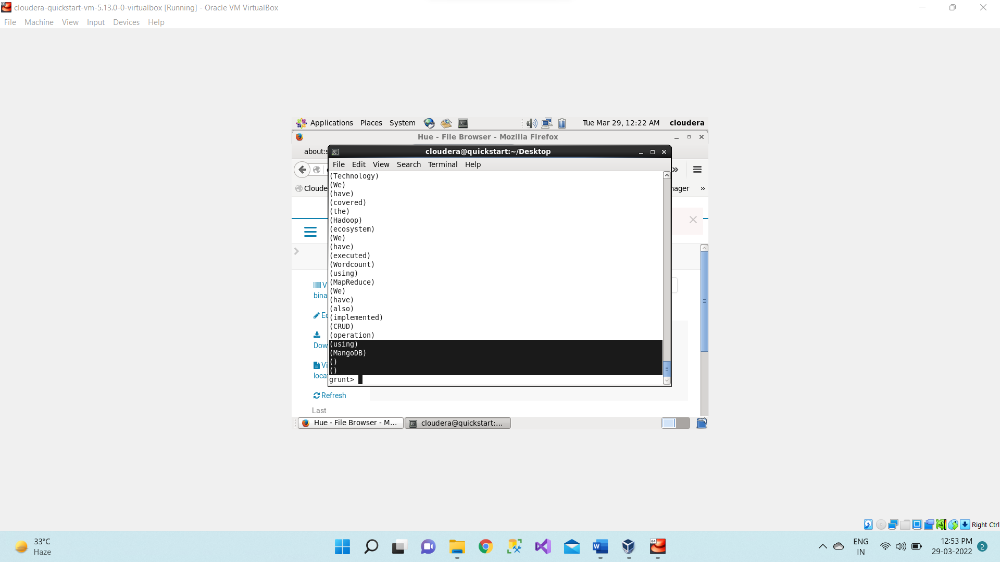 cloudera-quickstart-vm-5.13.0-0-virtualbox [Running] - Oracle VM VirtualBox
File Machine View Input Devices Help
Applications Places System Tue Mar 29, 12:22 AM cloudera
Hue - File Browser - Mozilla Firefox
about:s
cloudera@quickstart:~/Desktop
File Edit View Search Terminal Help
Cloude
nager »
(Technology)
(We)
(have)
(covered)
(the)
(Hadoop)
(ecosystem)
(We)
(have)
(executed)
(Wordcount)
(using)
(MapReduce)
(We)
(have)
(also)
(implemented)
(CRUD)
(operation)
(using)
(MangoDB)
()
()
grunt>
V
bina
Ed
Dow
Vi
loca
Refresh
Last
Hue - File Browser - M... cloudera@quickstart:...
Right Ctrl
33°C
Haze
ENG
IN
12:53 PM
29-03-2022
2
64